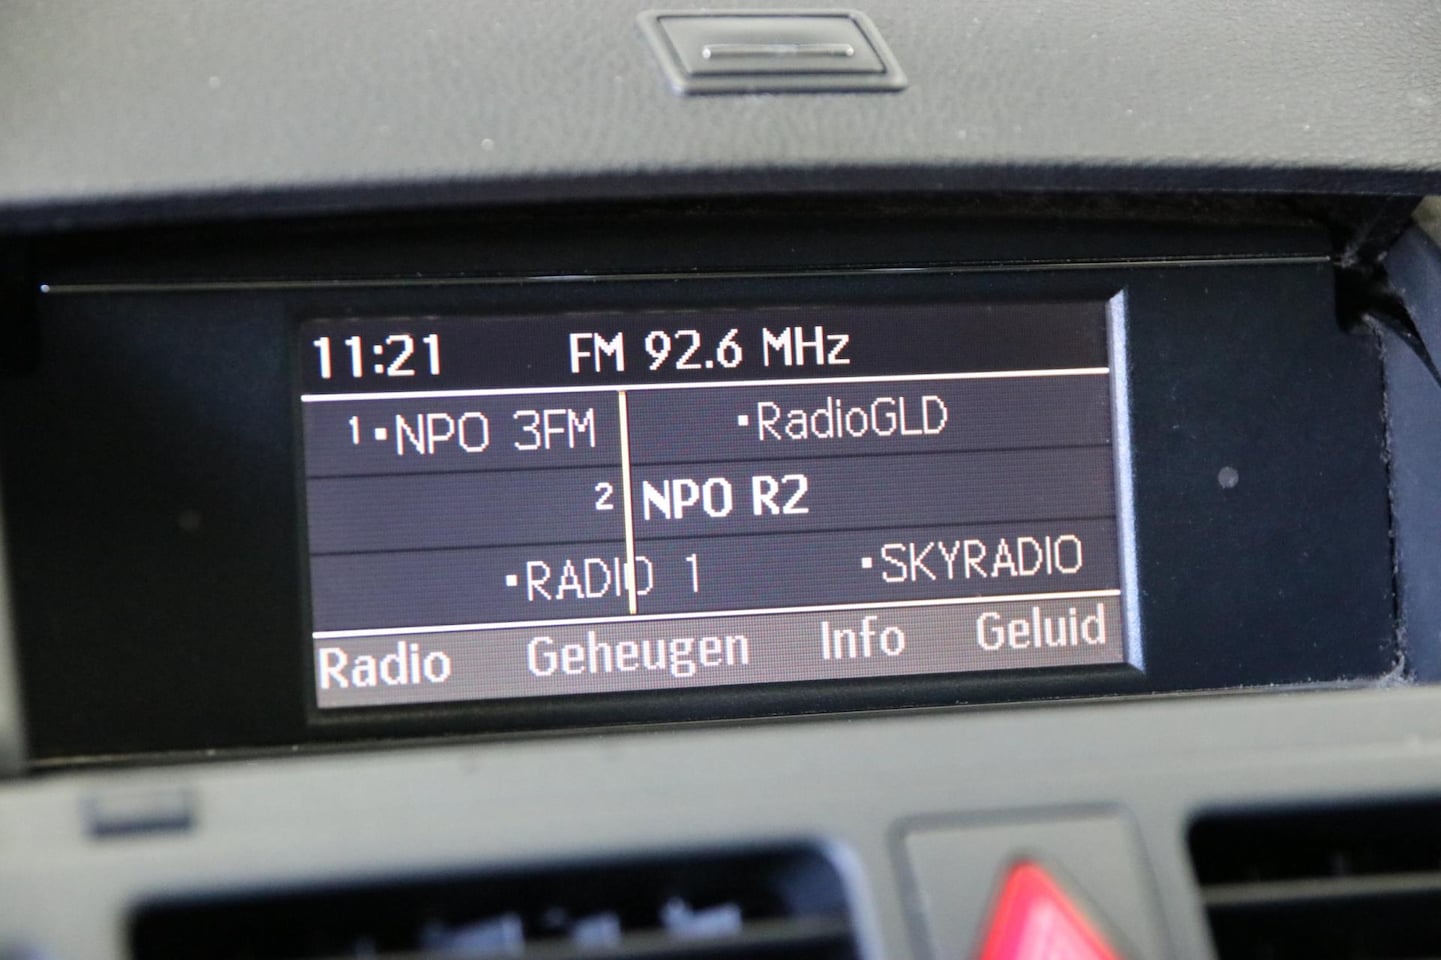 11:21 FM 92.6 MHz
1 ▪NPO 3FM ▪RadioGLD
2 NPO R2
▪RADIO 1 ▪SKYRADIO
Radio Geheugen Info Geluid